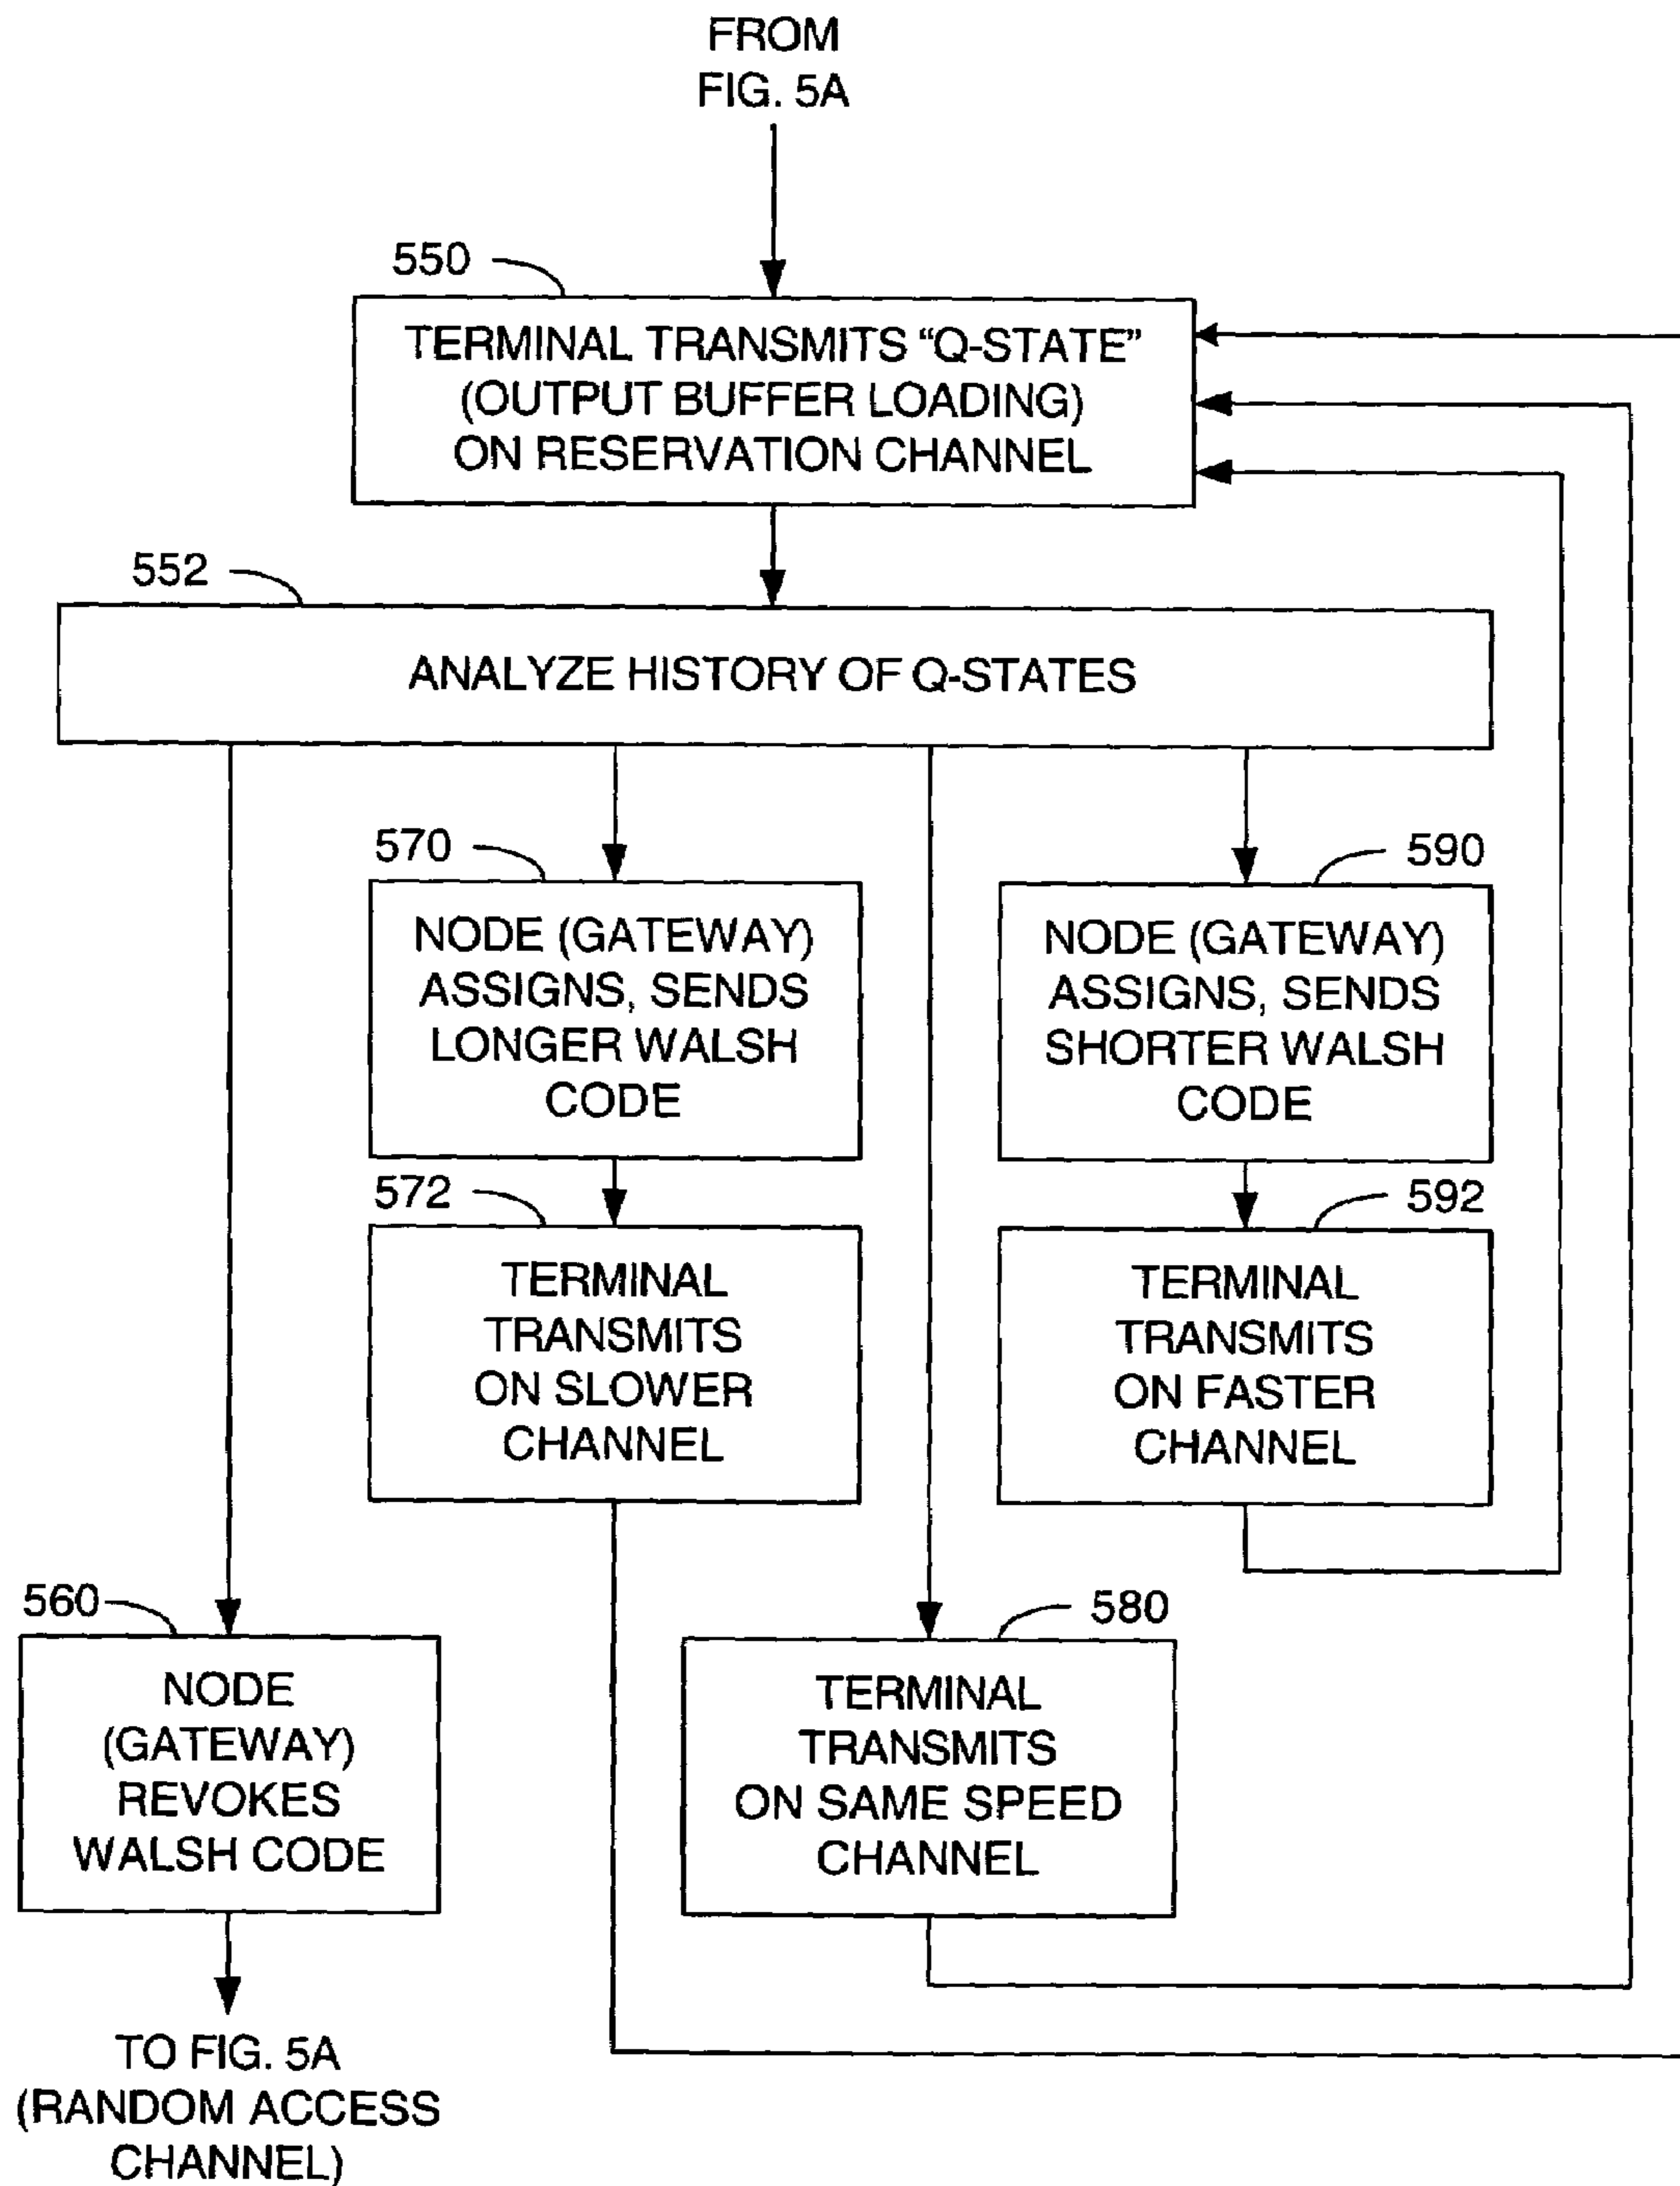 FROM
FIG. 5A
550
TERMINAL TRANSMITS “Q-STATE”
(OUTPUT BUFFER LOADING)
ON RESERVATION CHANNEL
552
ANALYZE HISTORY OF Q-STATES
570
NODE (GATEWAY)
ASSIGNS, SENDS
LONGER WALSH
CODE
590
NODE (GATEWAY)
ASSIGNS, SENDS
SHORTER WALSH
CODE
572
TERMINAL
TRANSMITS
ON SLOWER
CHANNEL
592
TERMINAL
TRANSMITS
ON FASTER
CHANNEL
560
NODE
(GATEWAY)
REVOKES
WALSH CODE
580
TERMINAL
TRANSMITS
ON SAME SPEED
CHANNEL
TO FIG. 5A
(RANDOM ACCESS
CHANNEL)